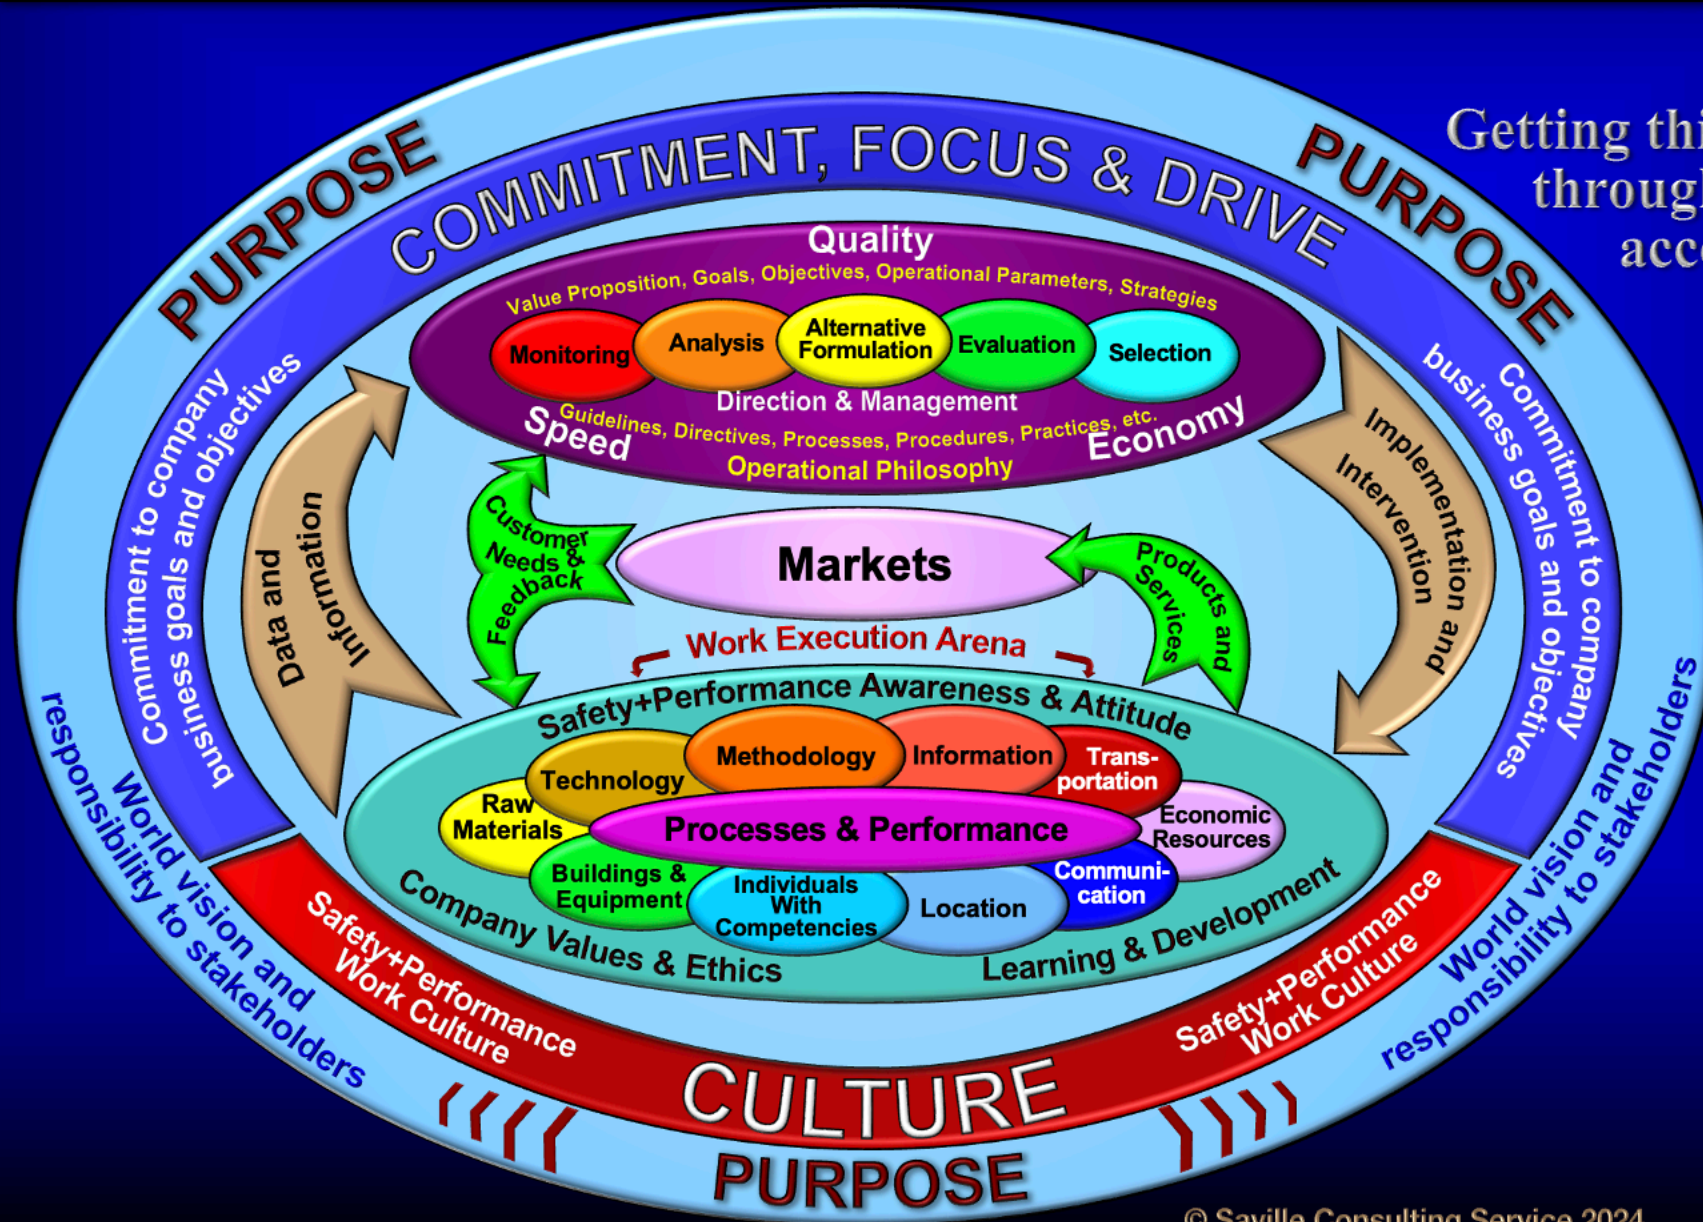 PURPOSE
PURPOSE
COMMITMENT, FOCUS & DRIVE
Getting
Quality
Value Proposition, Goals, Objectives, Operational Parameters, Strategies
Monitoring
Analysis
Alternative
Formulation
Evaluation
Selection
Direction & Management
Guidelines, Directives, Processes, Procedures, Practices, etc.
Speed
Economy
Operational Philosophy
Commitment to company
business goals and objectives
Data and
Information
Customer
Needs &
Feedback
Markets
Products and
Services
Implementation and
Intervention
Commitment to company
business goals and objectives
Work Execution Arena
Safety+Performance Awareness & Attitude
Technology
Methodology
Information
Trans-
portation
Raw
Materials
Processes & Performance
Economic
Resources
Buildings &
Equipment
Individuals
With
Competencies
Location
Communi-
cation
Company Values & Ethics
Learning & Development
World vision and
responsibility to stakeholders
Safety+Performance
Work Culture
Safety+Performance
Work Culture
World vision and
responsibility to stakeholders
CULTURE
PURPOSE
© Saville Consulting Service 2024